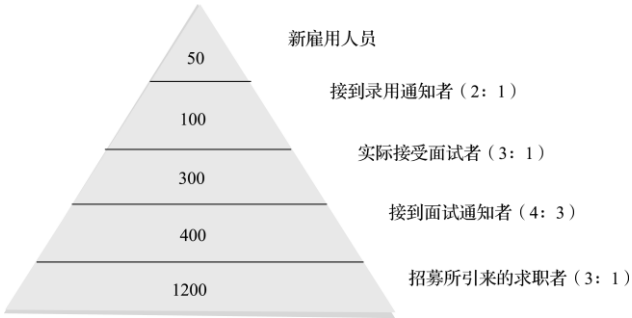 新雇用人员
50
接到录用通知者（2：1）
100
实际接受面试者（3：1）
300
接到面试通知者（4：3）
400
招募所引来的求职者（3：1）
1200